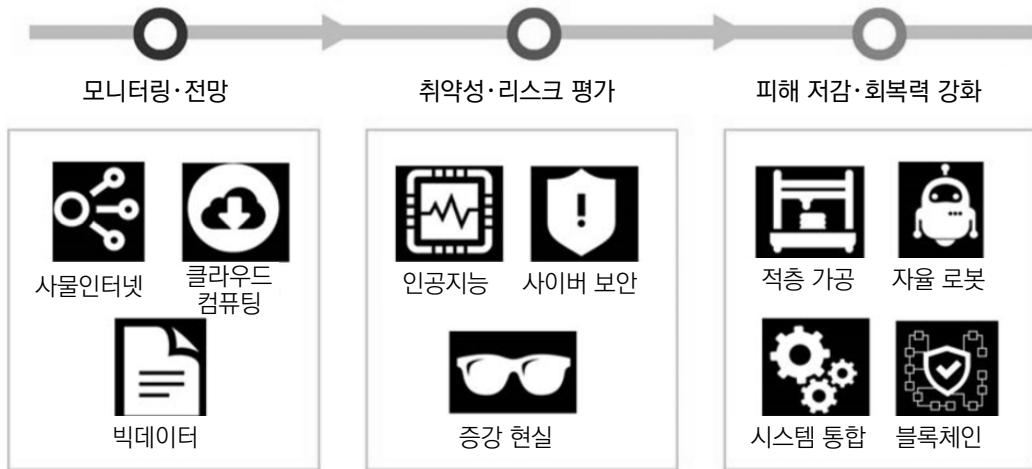 모니터링·전망
취약성·리스크 평가
피해 저감·회복력 강화
사물인터넷
클라우드
컴퓨팅
빅데이터
인공지능
사이버 보안
증강 현실
적층 가공
자율 로봇
시스템 통합
블록체인